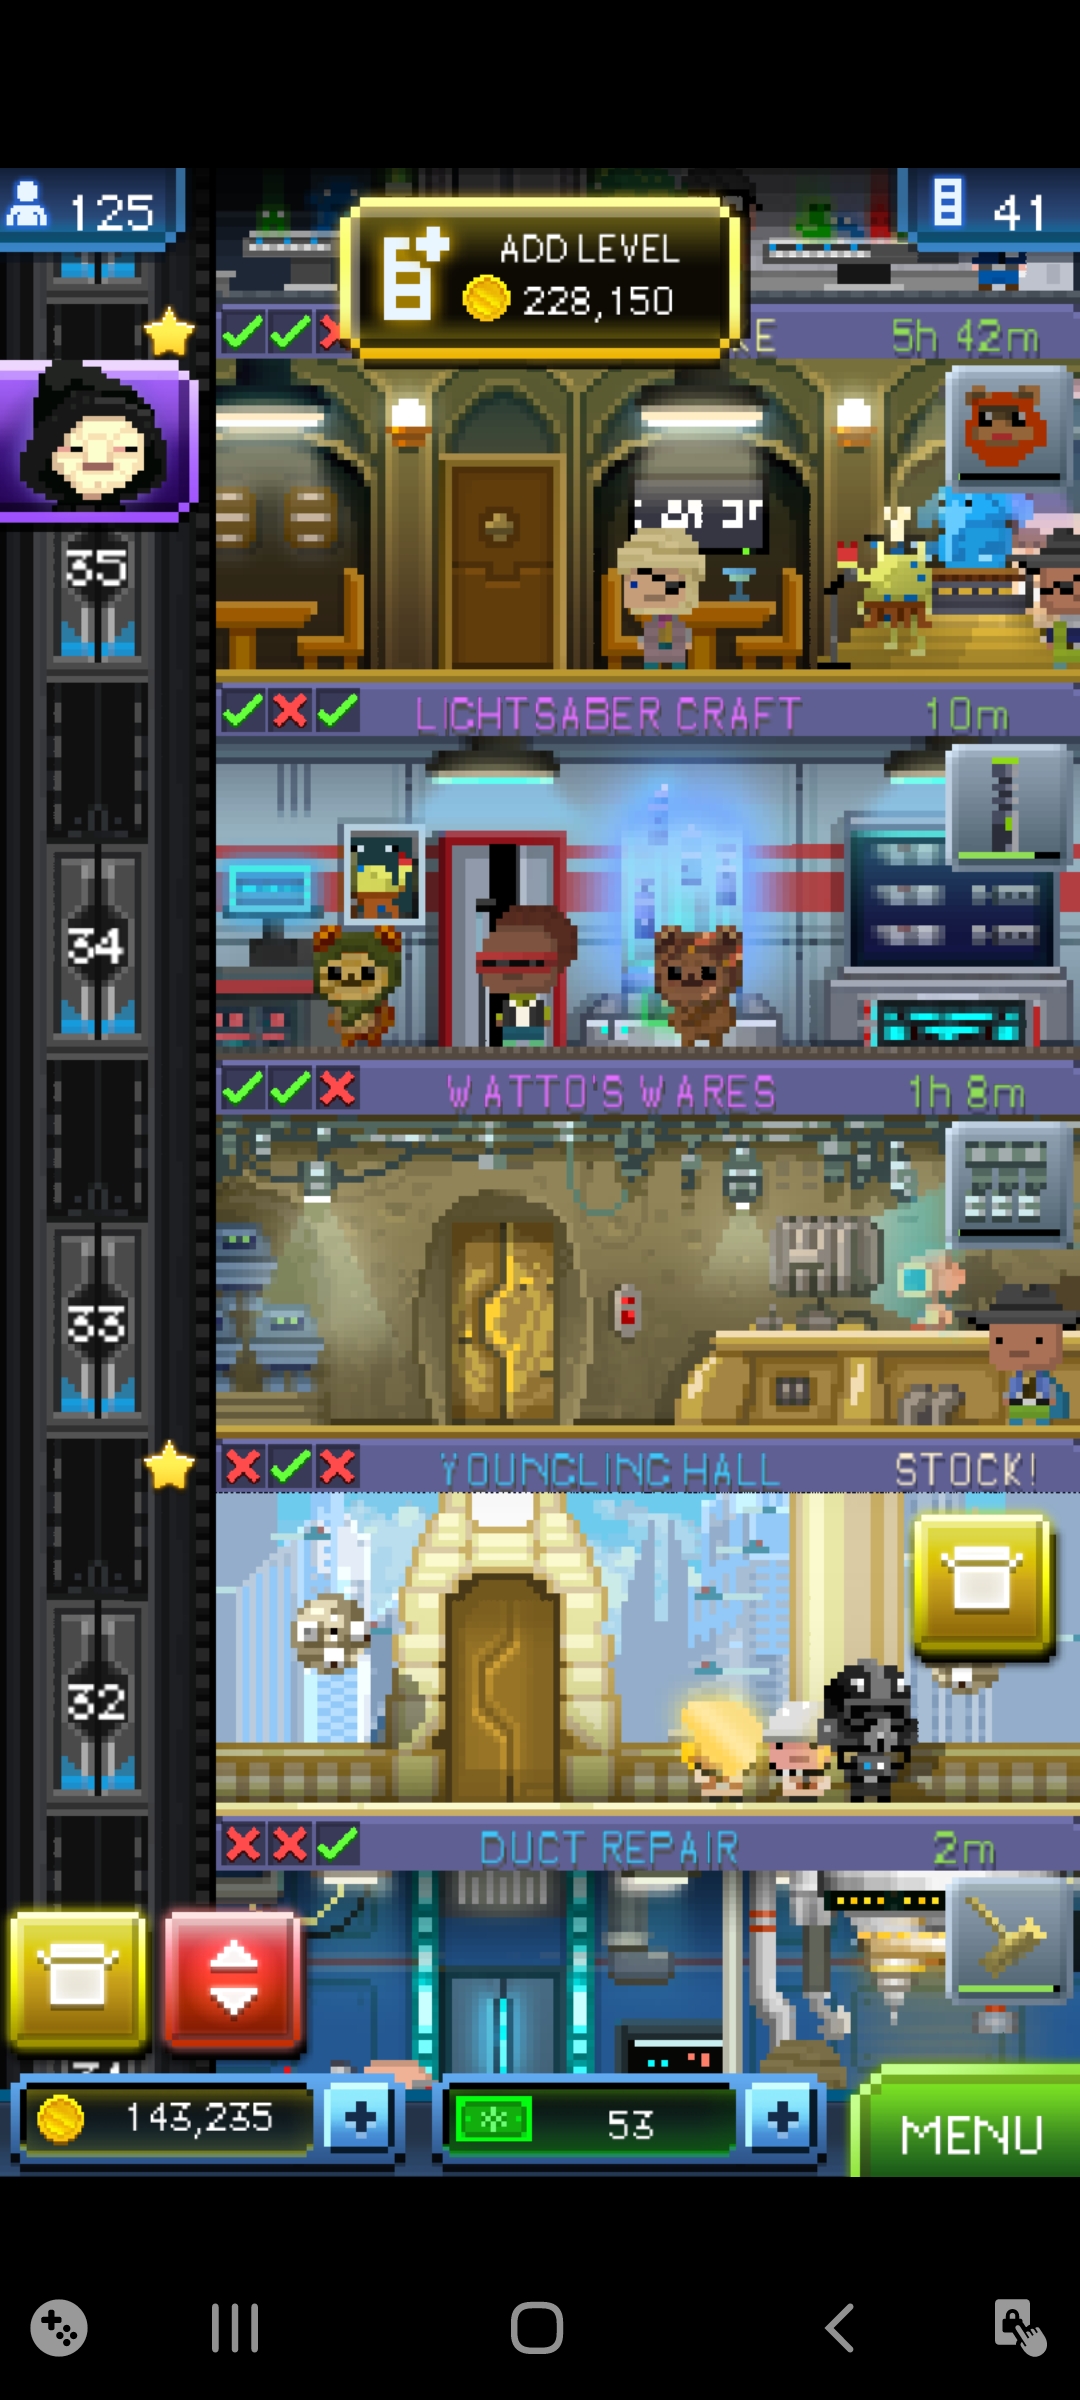 125
41
ADD LEVEL
228,150
KE
5h 42m
35
LIGHTSABER CRAFT
10m
34
WATTO'S WARES
1h 8m
33
YOUNGLING HALL
STOCK!
32
DUCT REPAIR
2m
143,235
53
MENU